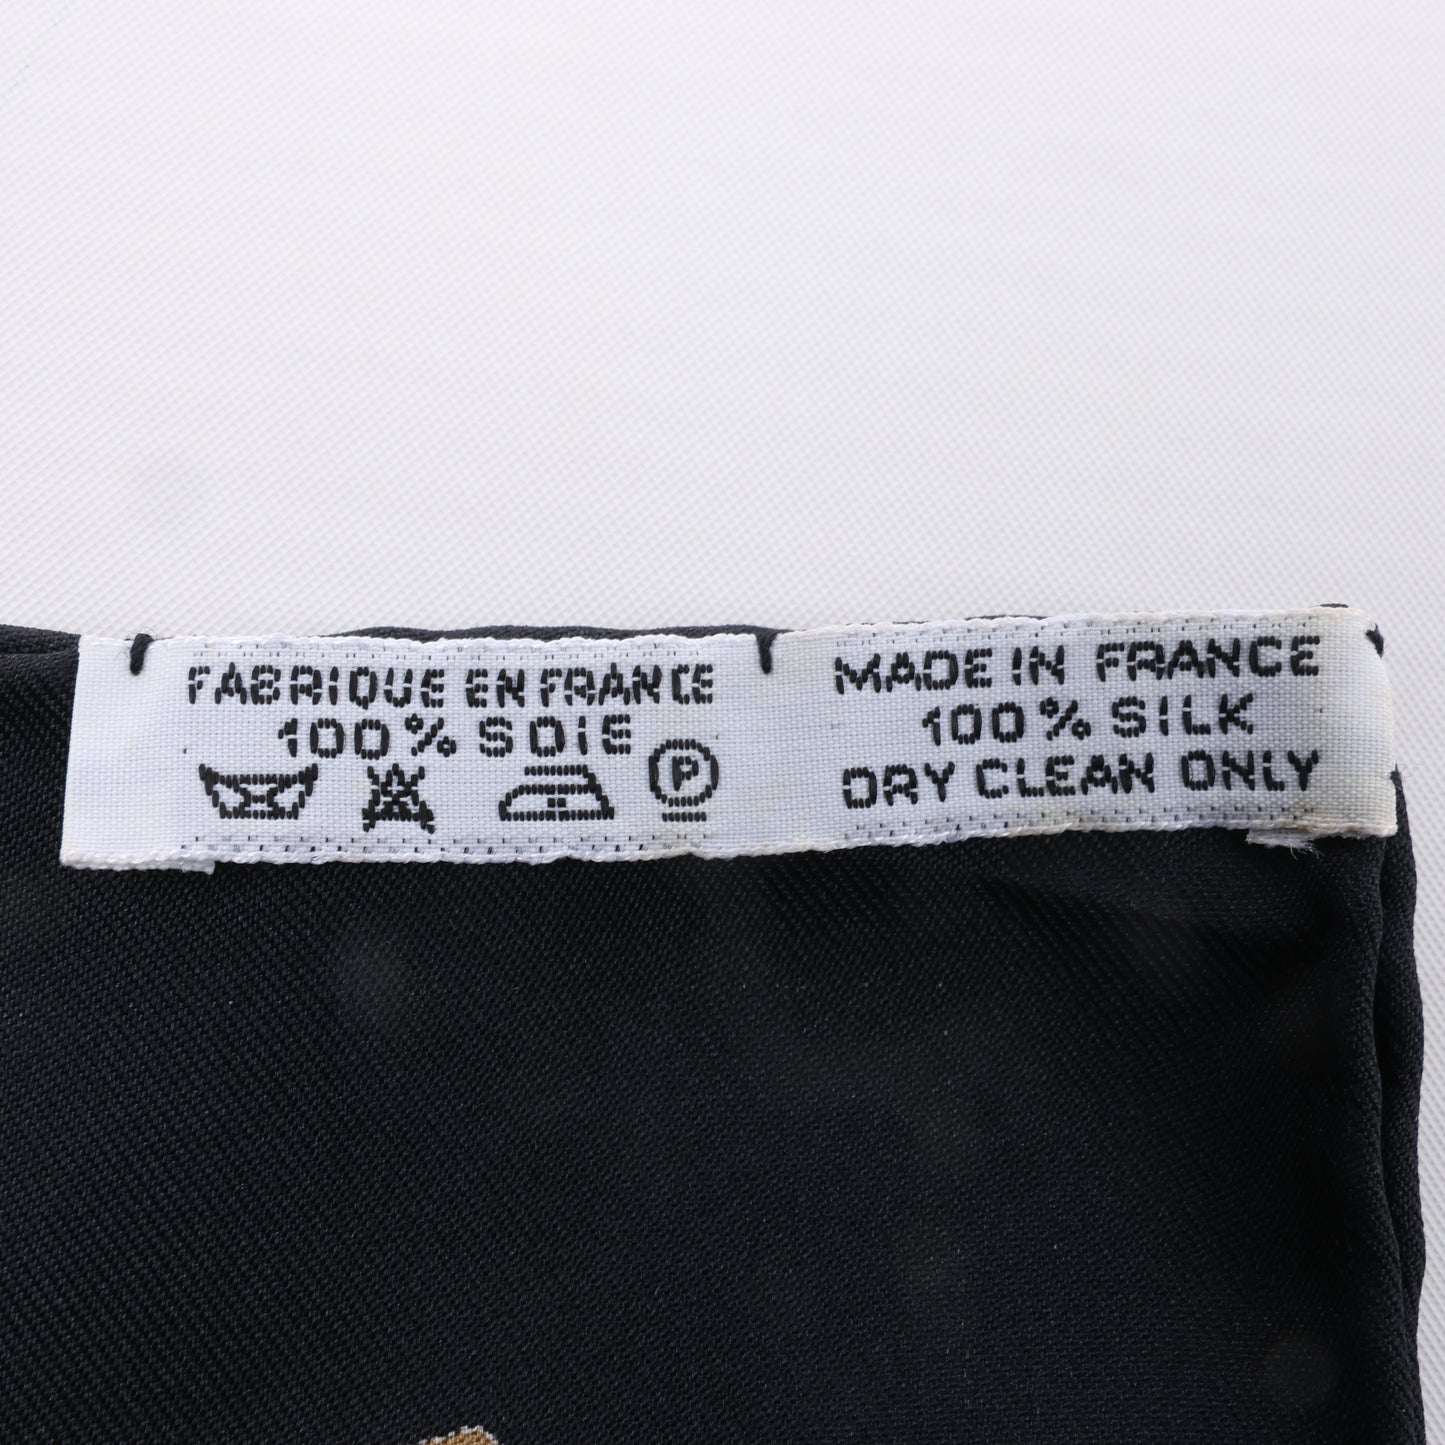 FABRIQUE EN FRANCE
100% SOIE
P
MADE IN FRANCE
100% SILK
DRY CLEAN ONLY